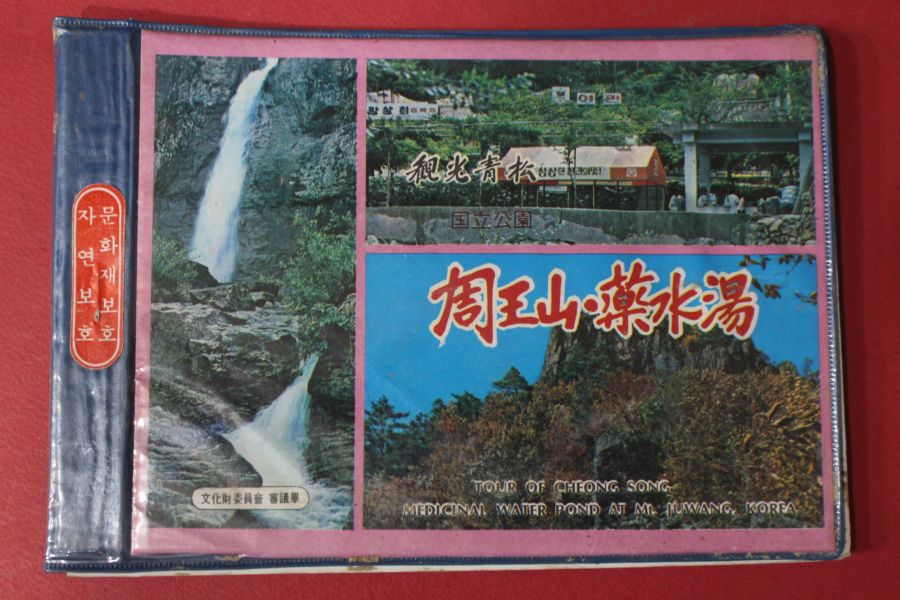 문화재보호
자연보호
觀光青松
国立公園
周王山·藥水湯
文化財委員會 審議畢
TOUR OF CHEONG SONG
MEDICINAL WATER POND AT Mt. JUWANG, KOREA